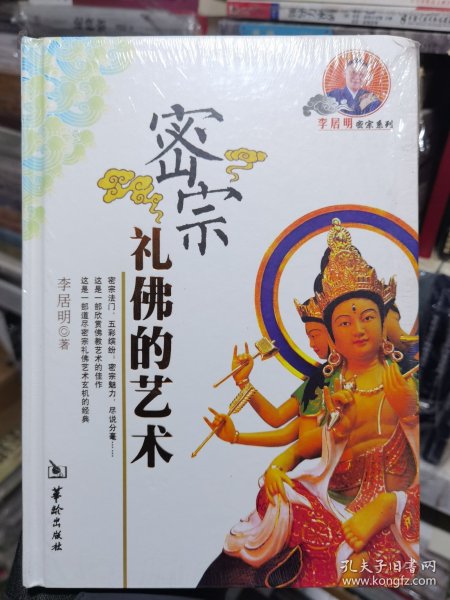 李居明密宗系列
密宗
礼佛的艺术
李居明◎著
密宗法门，五彩缤纷。密宗魅力，尽说分毫……
这是一部欣赏佛教艺术的佳作
这是一部道尽密宗礼佛艺术玄机的经典
华龄出版社
孔夫子旧书网
www.kongfz.com